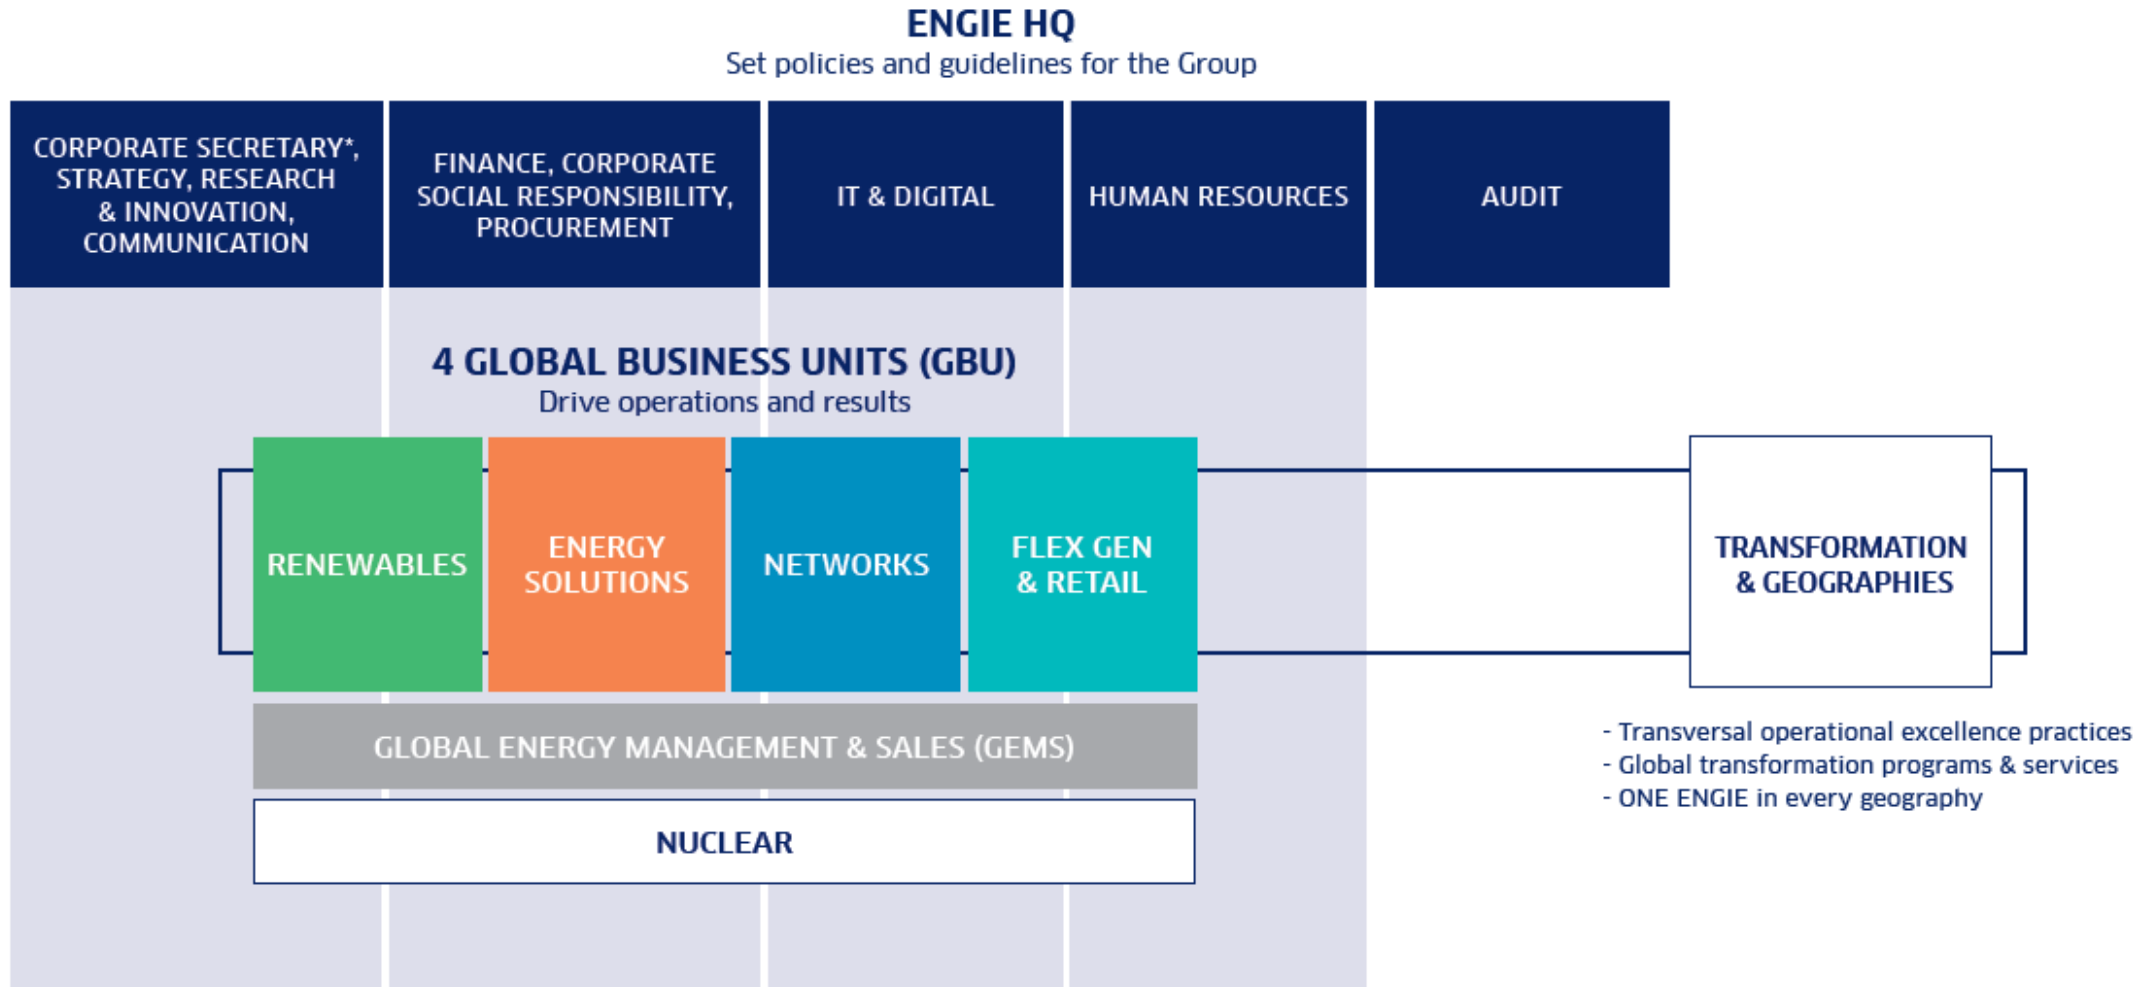 ENGIE HQ
Set policies and guidelines for the Group
CORPORATE SECRETARY*,
STRATEGY, RESEARCH
& INNOVATION,
COMMUNICATION
FINANCE, CORPORATE
SOCIAL RESPONSIBILITY,
PROCUREMENT
IT & DIGITAL
HUMAN RESOURCES
AUDIT
4 GLOBAL BUSINESS UNITS (GBU)
Drive operations and results
RENEWABLES
ENERGY
SOLUTIONS
NETWORKS
FLEX GEN
& RETAIL
TRANSFORMATION
& GEOGRAPHIES
- Transversal operational excellence practices
- Global transformation programs & services
- ONE ENGIE in every geography
GLOBAL ENERGY MANAGEMENT & SALES (GEMS)
NUCLEAR